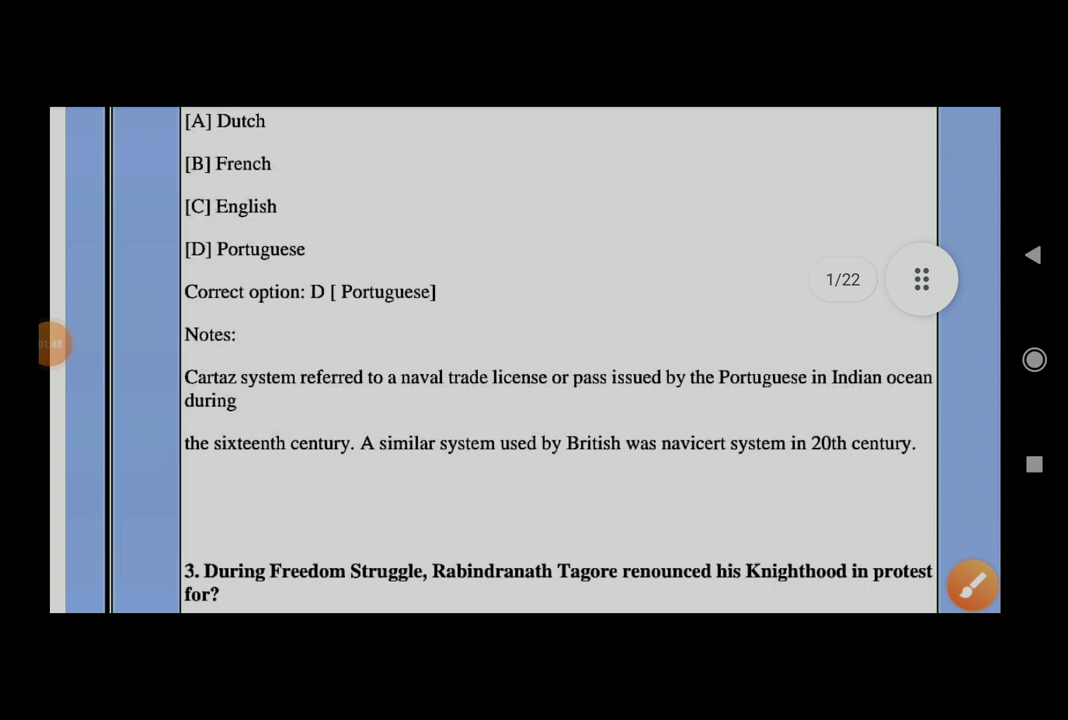 [A] Dutch
[B] French
[C] English
[D] Portuguese
Correct option: D [ Portuguese]
1/22
Notes:
01:48
Cartaz system referred to a naval trade license or pass issued by the Portuguese in Indian ocean
during
the sixteenth century. A similar system used by British was navicert system in 20th century.
3. During Freedom Struggle, Rabindranath Tagore renounced his Knighthood in protest
for?